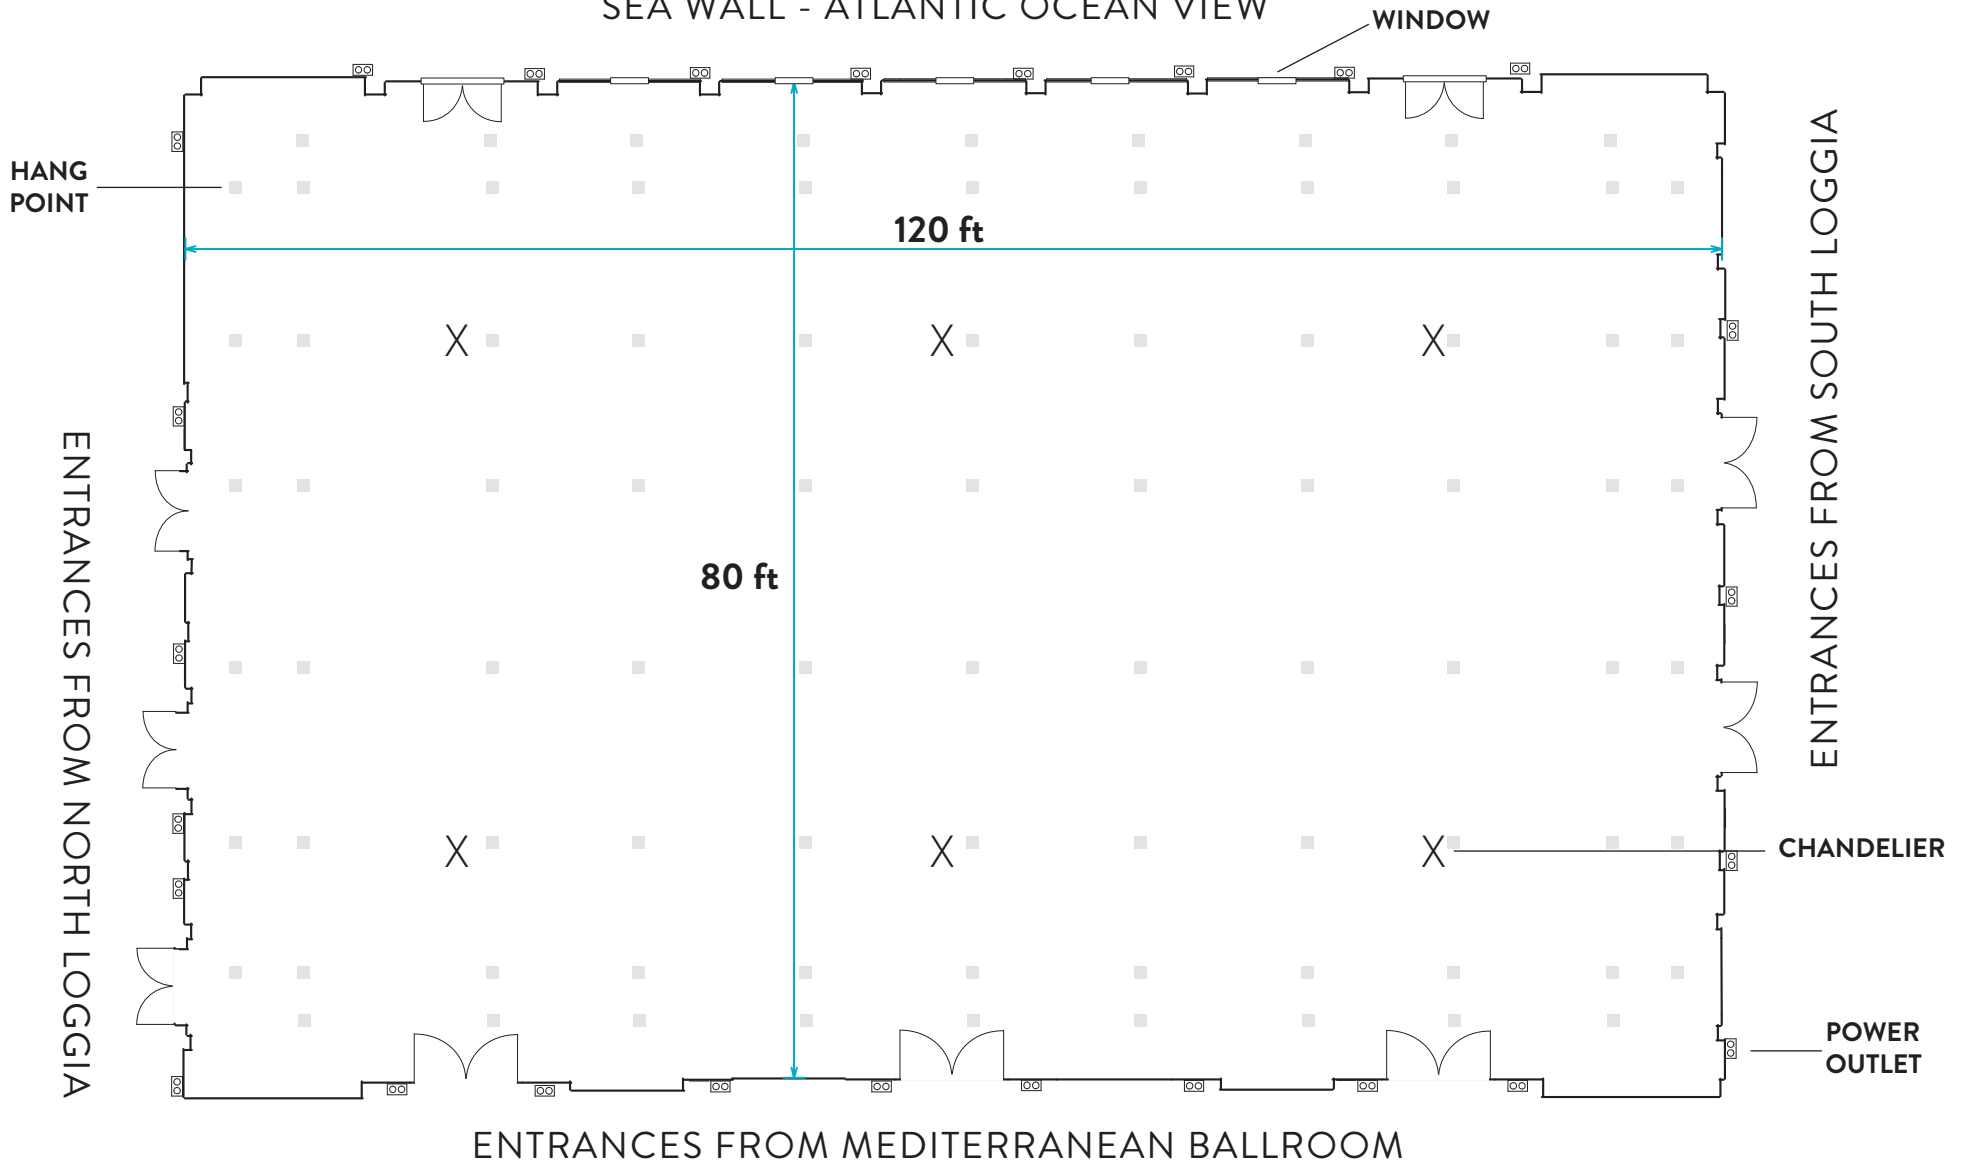 SEA WALL - ATLANTIC OCEAN VIEW
WINDOW
HANG
POINT
120 ft
ENTRANCES FROM SOUTH LOGGIA
X
X
X
ENTRANCES FROM NORTH LOGGIA
80 ft
X
X
X
CHANDELIER
POWER
OUTLET
ENTRANCES FROM MEDITERRANEAN BALLROOM